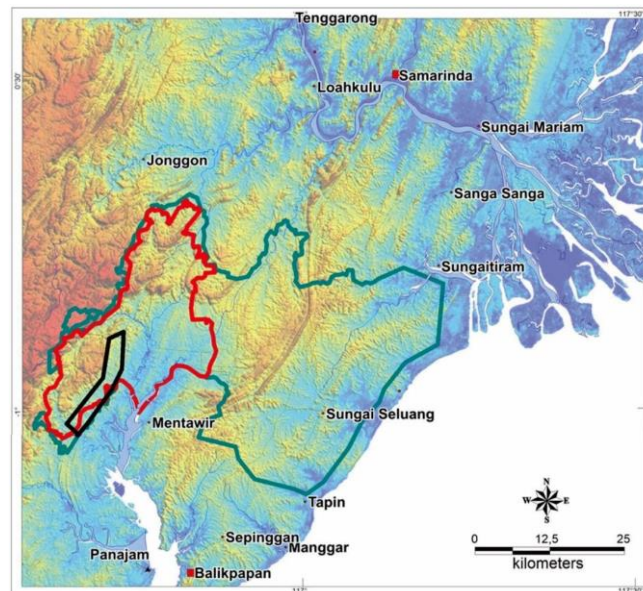 117°30'
Tenggarong
0°30'
Samarinda
Loahkulu
Sungai Mariam
Jonggon
Sanga Sanga
Sungaitiram
-1°
Sungai Seluang
Mentawir
N
W E
S
Tapin
Sepinggan
Manggar
0 12,5 25
Panajam
kilometers
Balikpapan
117°